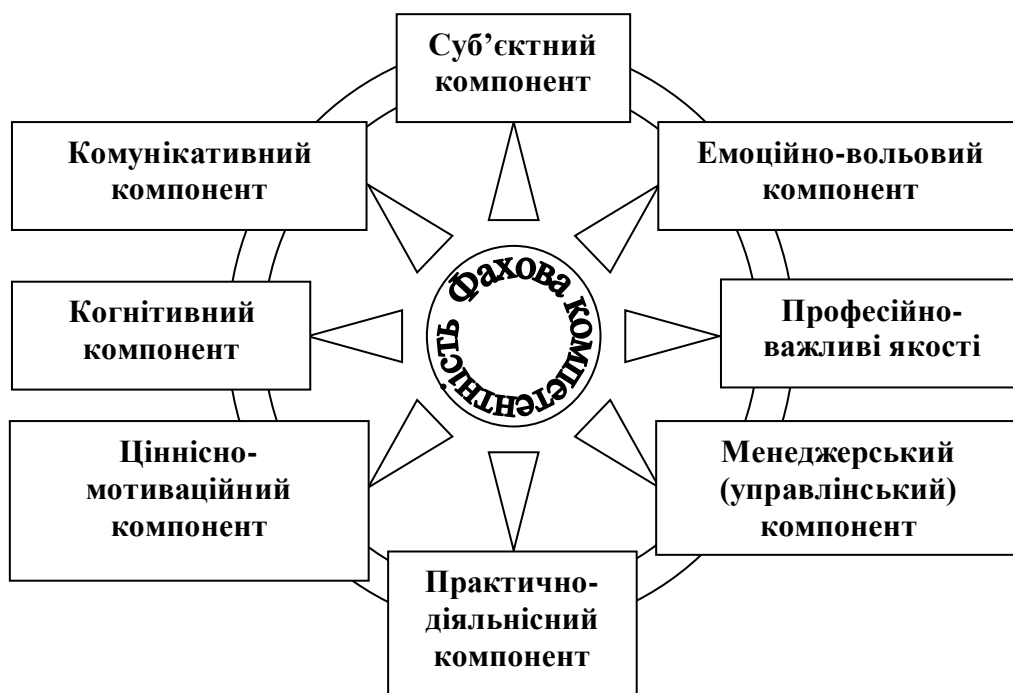 Суб’єктний
компонент
Комунікативний
компонент
Емоційно-вольовий
компонент
Фахова компетентність
Когнітивний
компонент
Професійно-
важливі якості
Ціннісно-
мотиваційний
компонент
Менеджерський
(управлінський)
компонент
Практично-
діяльнісний
компонент